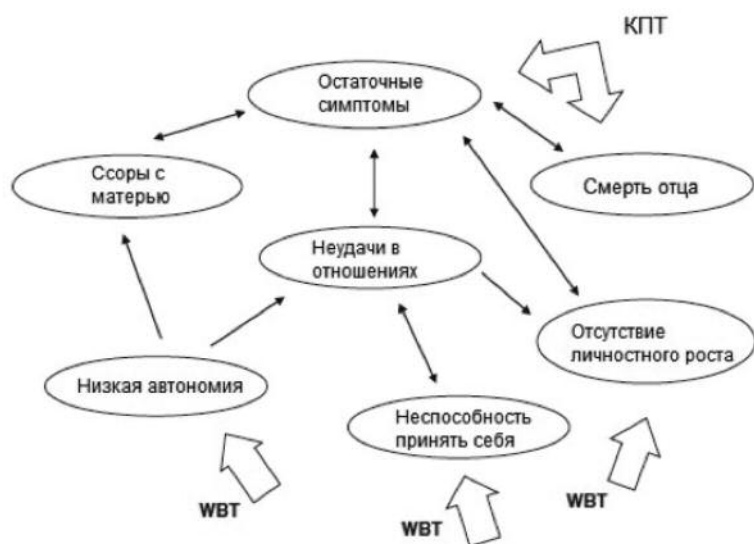 КПТ
Остаточные
симптомы
Ссоры с
матерью
Смерть отца
Неудачи в
отношениях
Отсутствие
личностного роста
Низкая автономия
Неспособность
принять себя
WBT
WBT
WBT